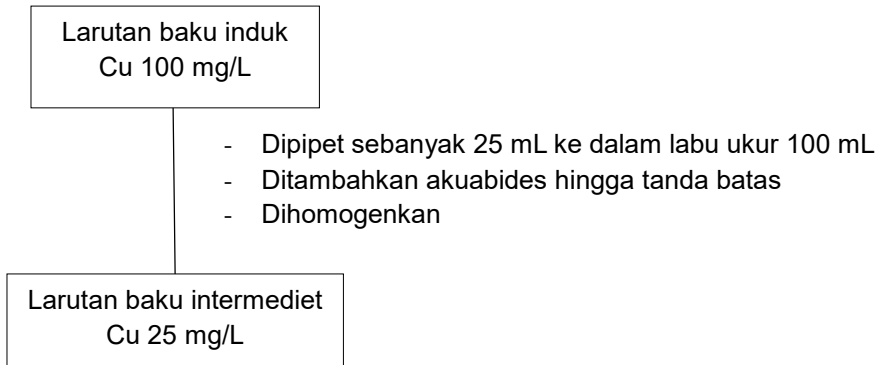 Larutan baku induk
Cu 100 mg/L
- Dipipet sebanyak 25 mL ke dalam labu ukur 100 mL
- Ditambahkan akuabides hingga tanda batas
- Dihomogenkan
Larutan baku intermediet
Cu 25 mg/L